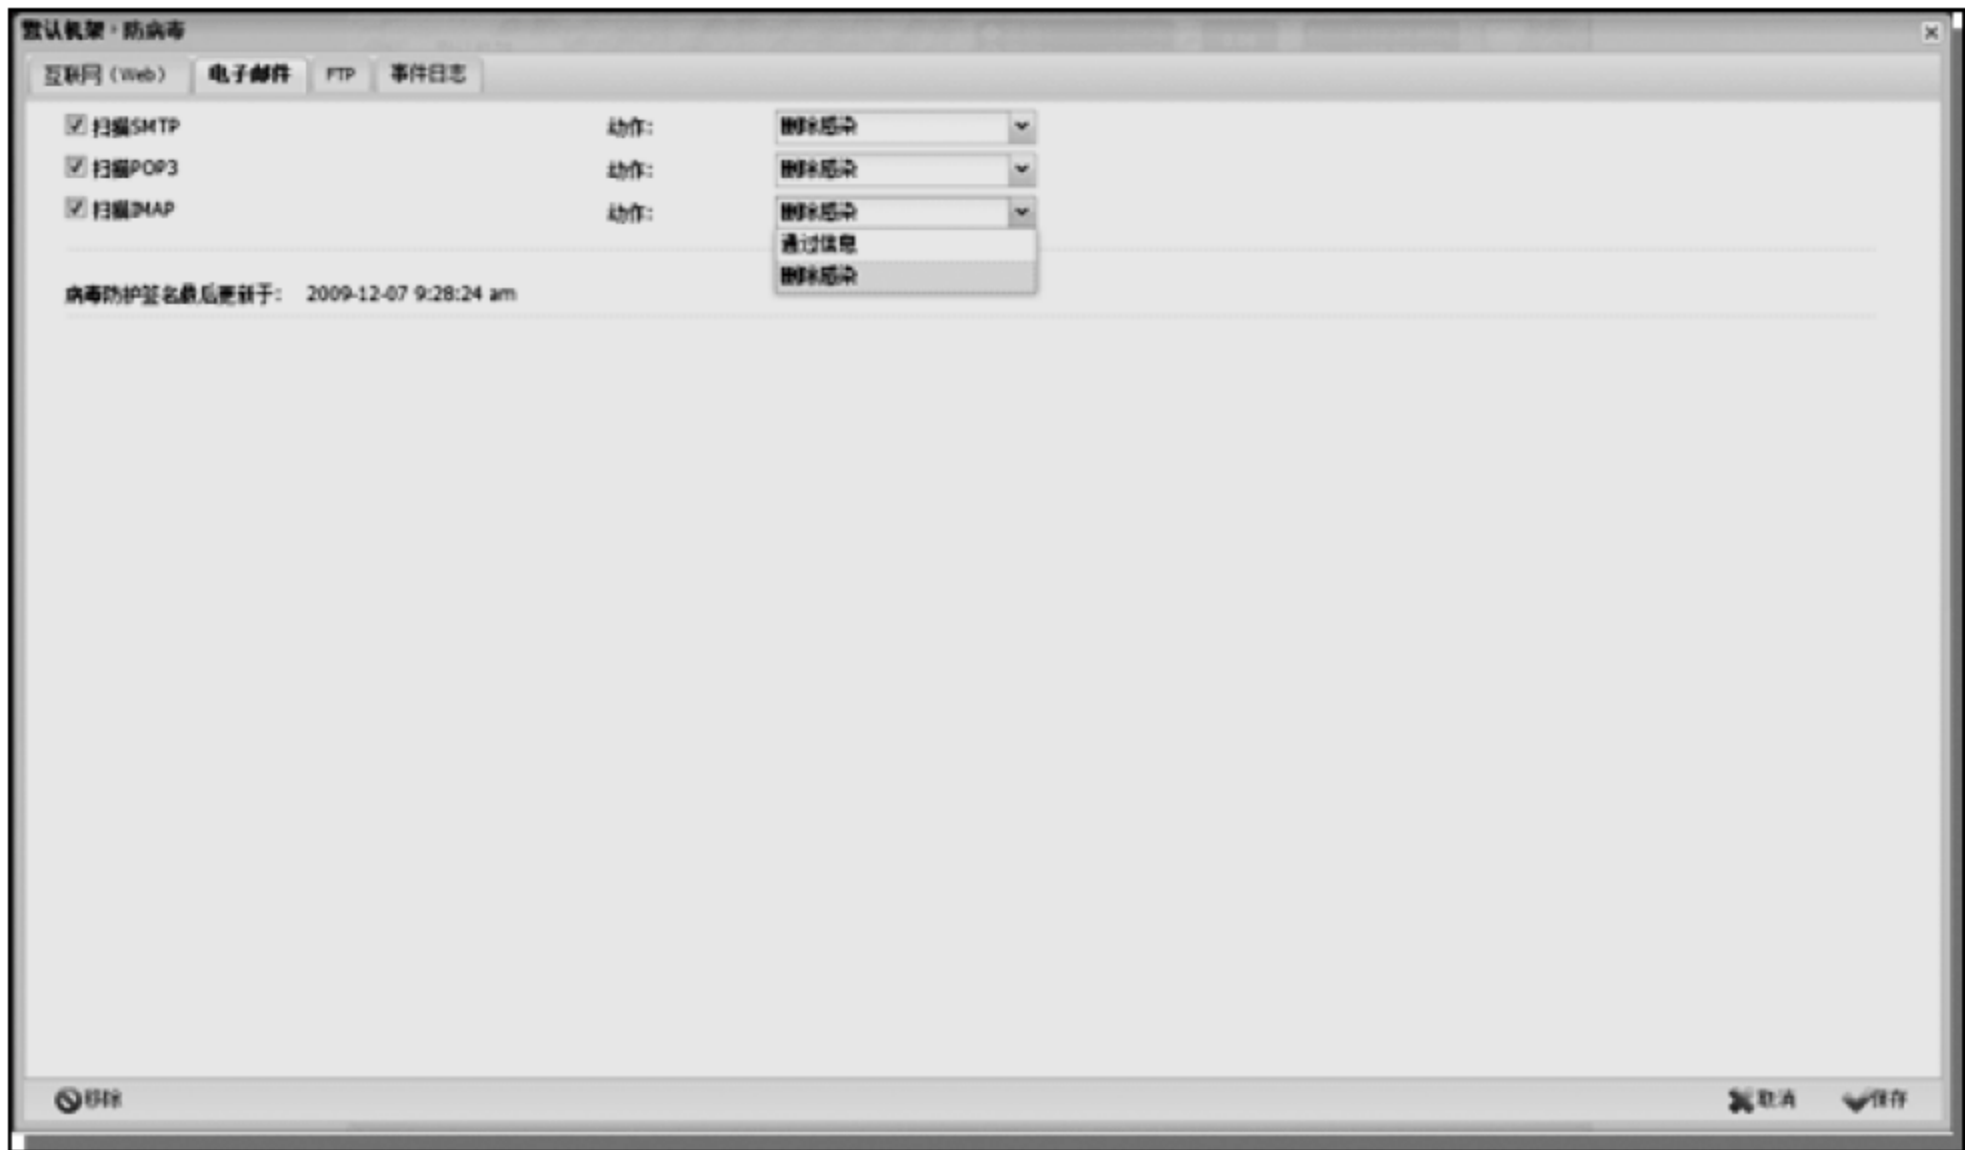 默认机架 › 防病毒
互联网 (Web) 电子邮件 FTP 事件日志
扫描SMTP 动作: 删除感染
扫描POP3 动作: 删除感染
扫描IMAP 动作: 删除感染
通过信息
删除感染
病毒防护签名最后更新于: 2009-12-07 9:28:24 am
移除 取消 保存